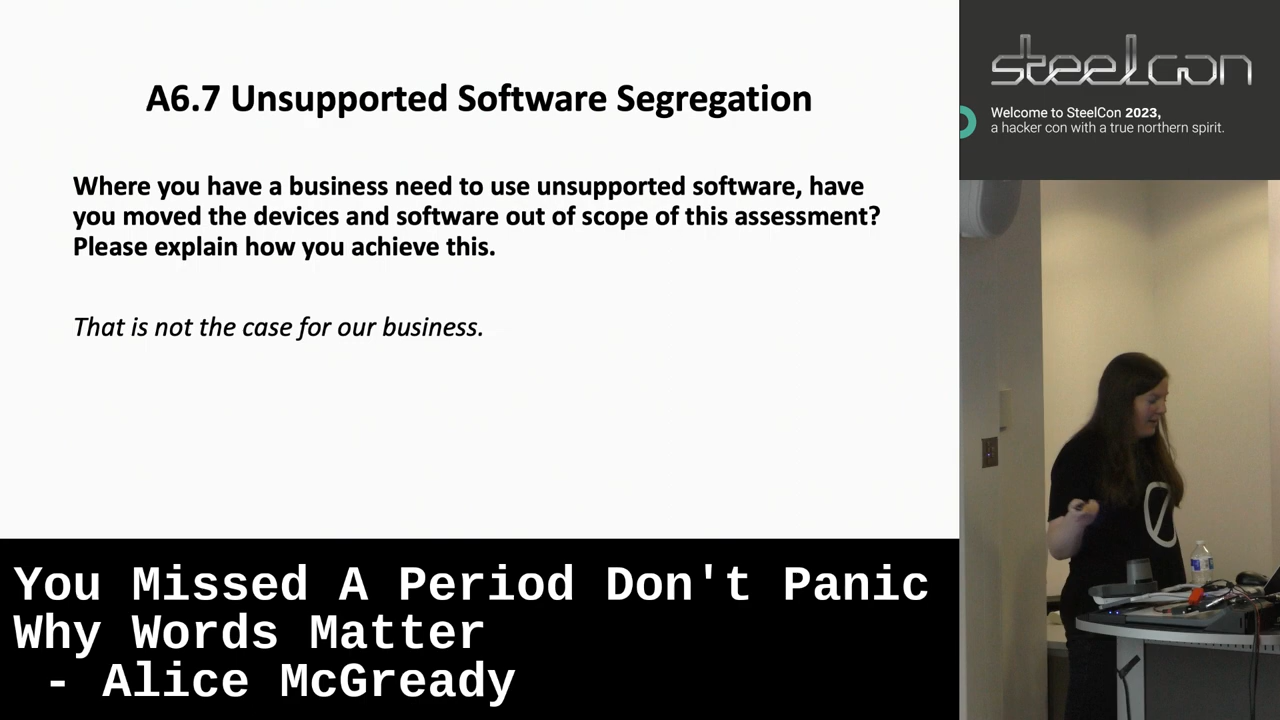 A6.7 Unsupported Software Segregation
Where you have a business need to use unsupported software, have
you moved the devices and software out of scope of this assessment?
Please explain how you achieve this.
That is not the case for our business.
steelcon
Welcome to SteelCon 2023,
a hacker con with a true northern spirit.
You Missed A Period Don't Panic
Why Words Matter
- Alice McGready